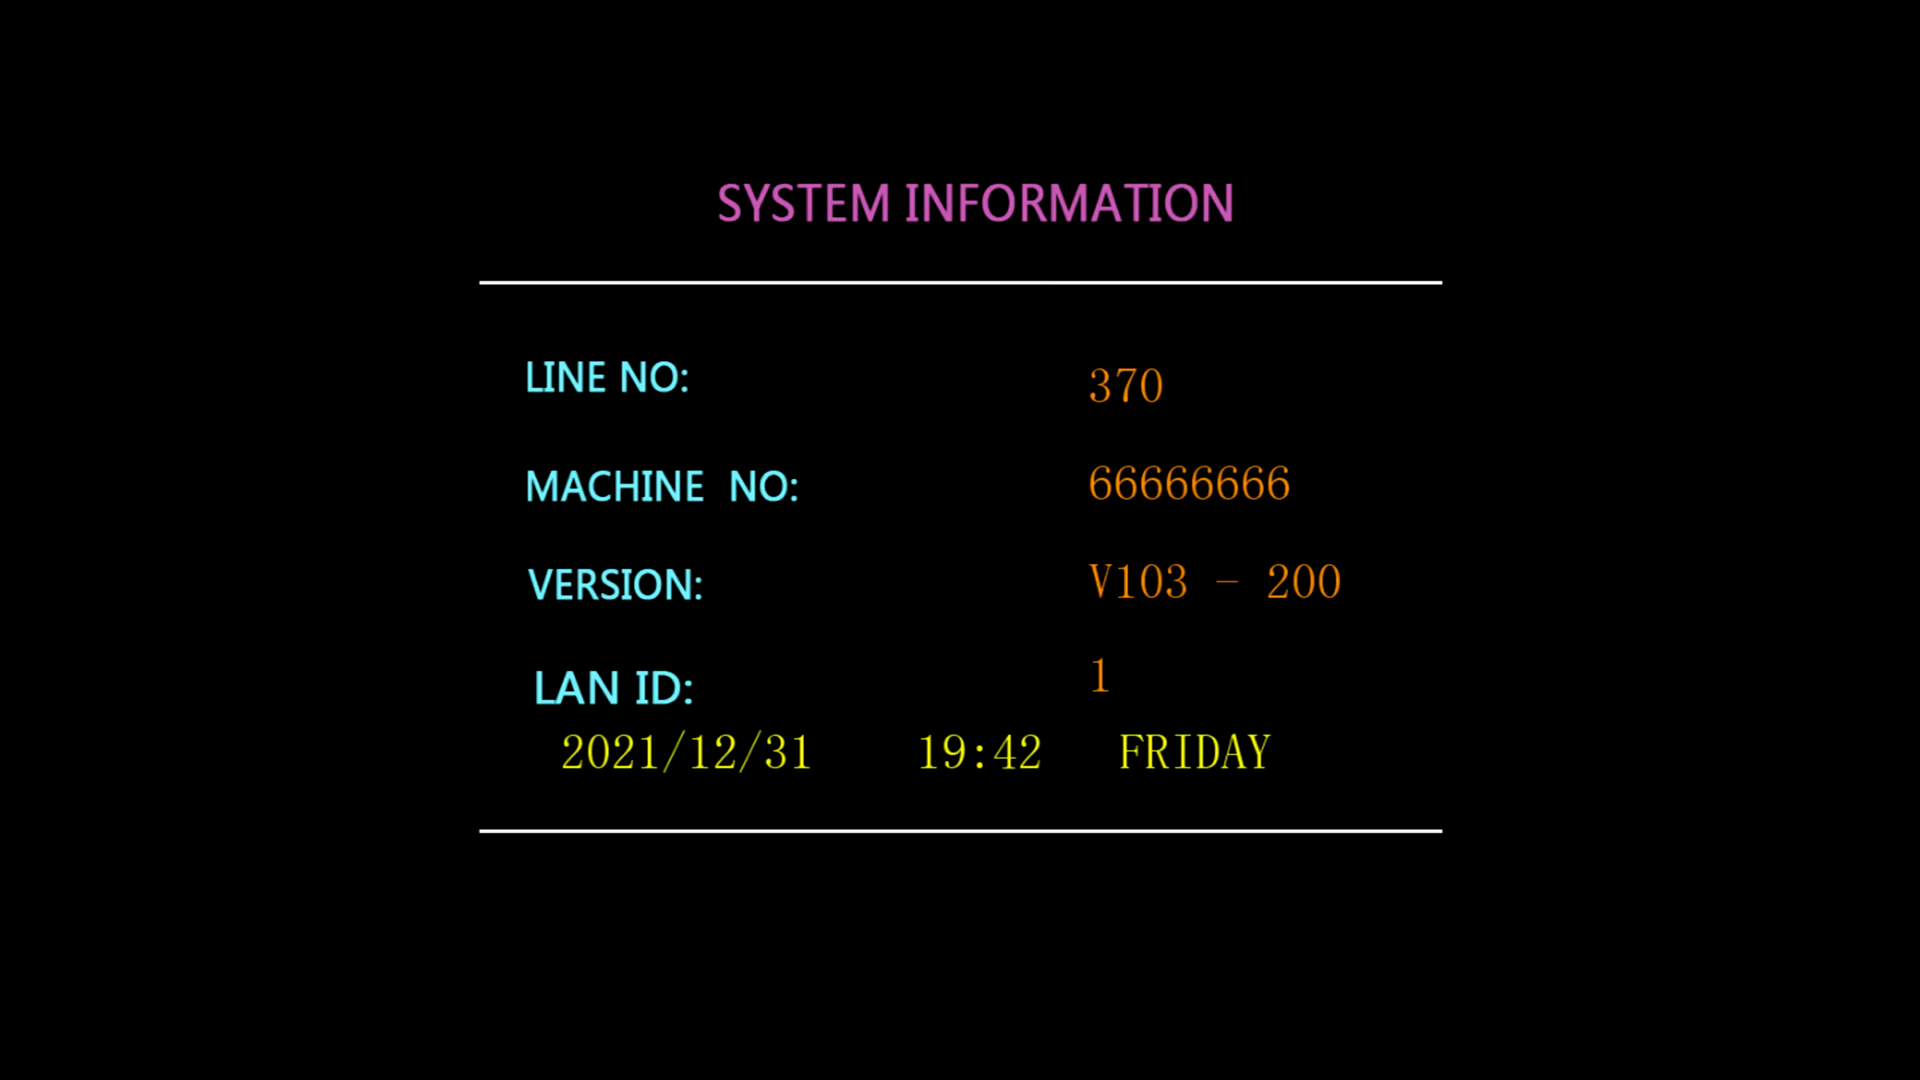 SYSTEM INFORMATION
LINE NO: 370
MACHINE NO: 66666666
VERSION: V103 - 200
LAN ID: 1
2021/12/31 19:42 FRIDAY